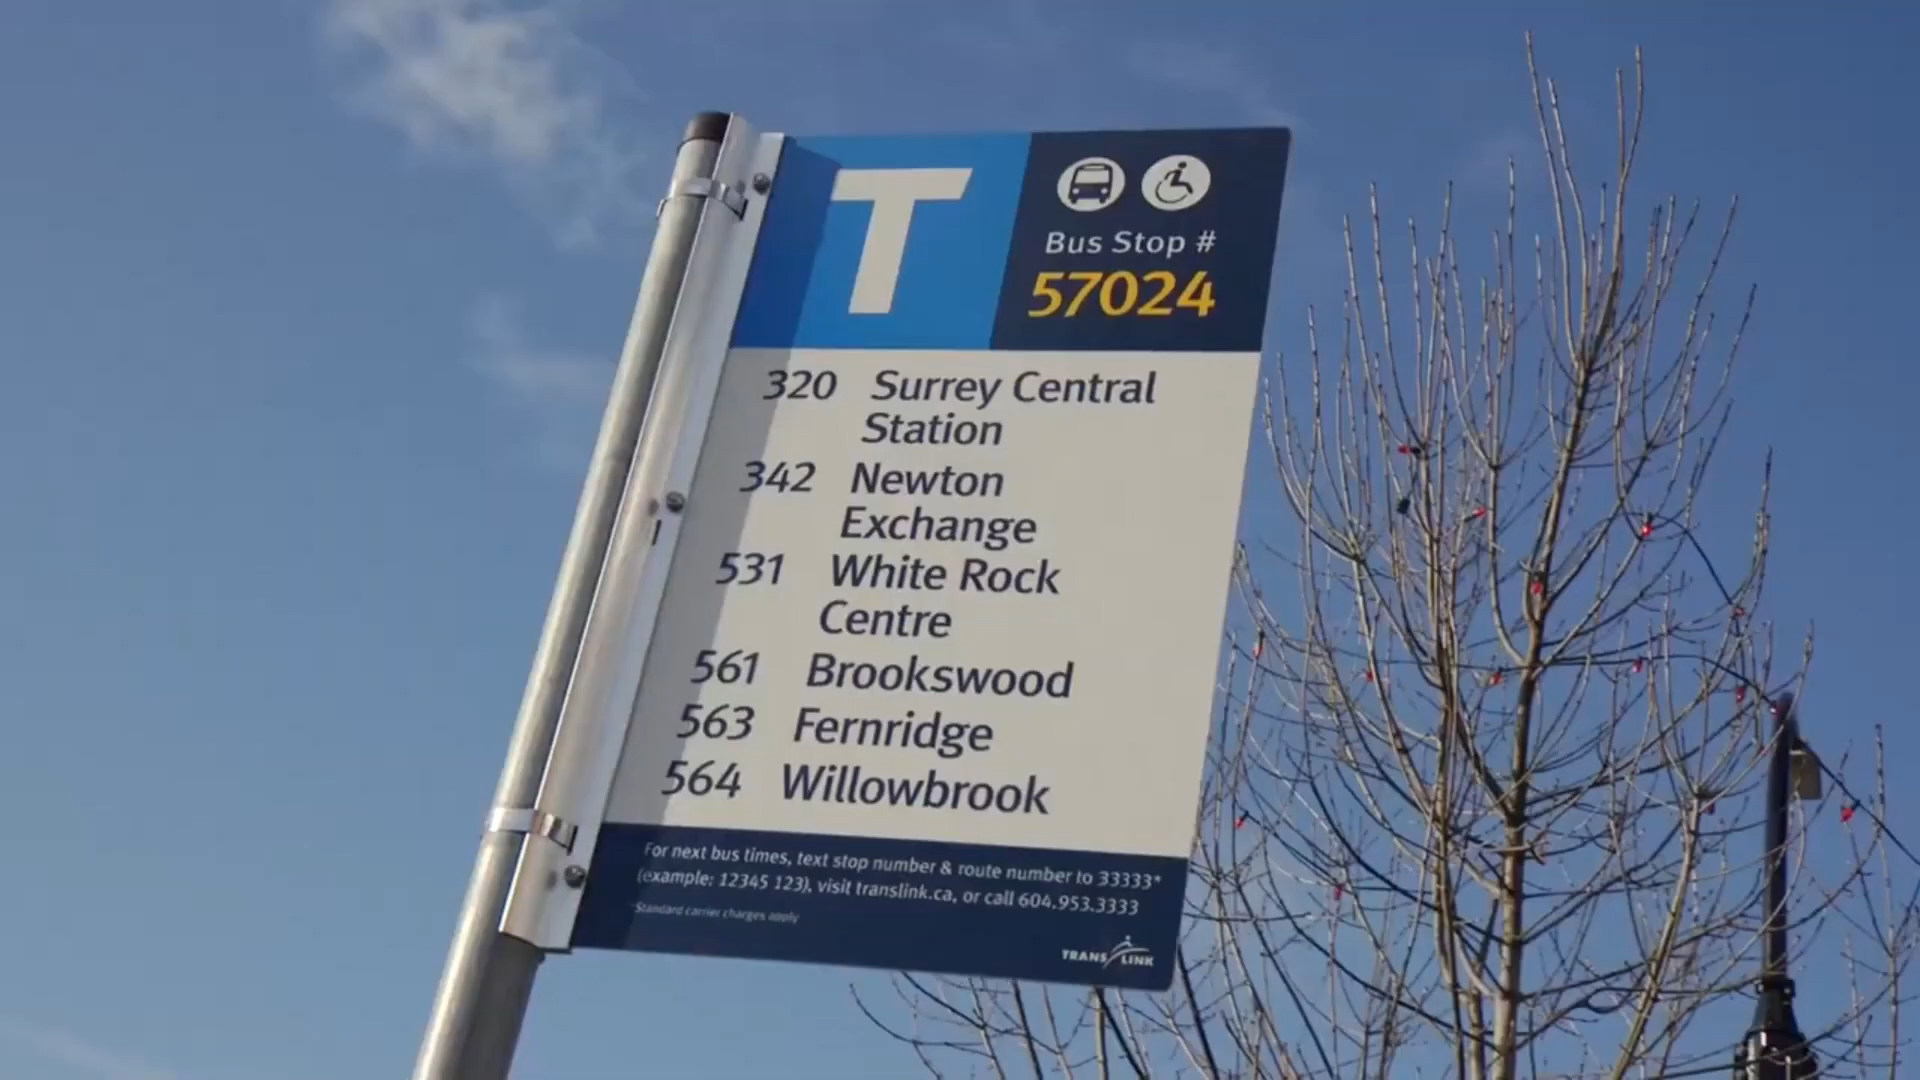 T
Bus Stop #
57024
320 Surrey Central
Station
342 Newton
Exchange
531 White Rock
Centre
561 Brookswood
563 Fernridge
564 Willowbrook
For next bus times, text stop number & route number to 33333*
(example: 12345 123), visit translink.ca, or call 604.953.3333
*Standard carrier charges apply
TRANS LINK